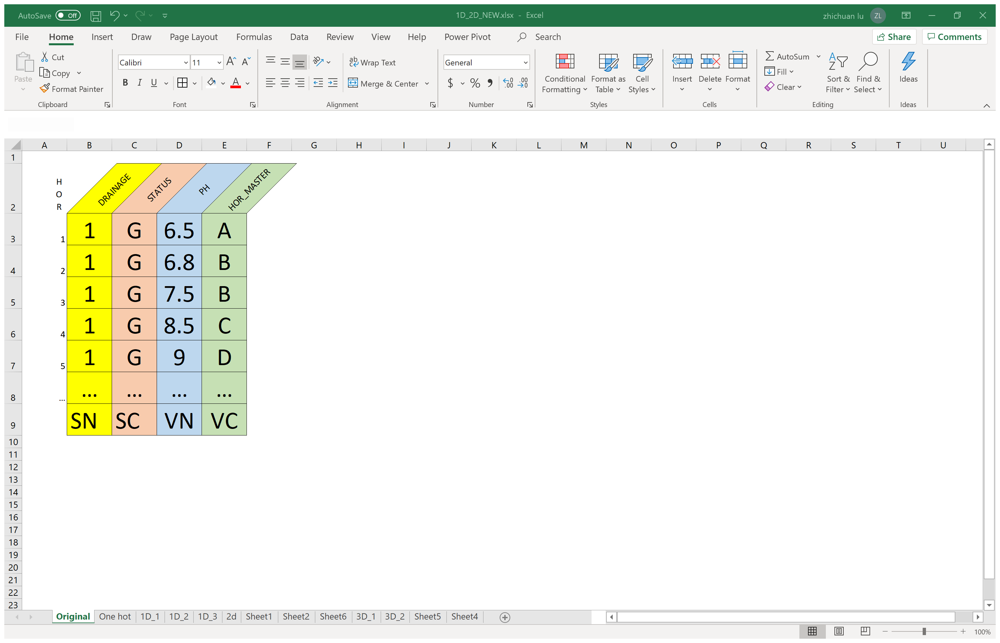 AutoSave Off 1D_2D_NEW.xlsx - Excel zhichuan lu ZL
File Home Insert Draw Page Layout Formulas Data Review View Help Power Pivot Search Share Comments
Paste
Cut
Copy
Format Painter
Clipboard
Calibri 11
B I U A
Font
ab Wrap Text
Merge & Center
Alignment
General
$ % , .00 .0
Number
Conditional Formatting
Format as Table
Cell Styles
Styles
Insert Delete Format
Cells
AutoSum
Fill
Clear
Sort & Filter
Find & Select
Editing
Ideas
Ideas
A B C D E F G H I J K L M N O P Q R S T U
1
2 HOR DRAINAGE STATUS PH HOR_MASTER
3 1 1 G 6.5 A
4 2 1 G 6.8 B
5 3 1 G 7.5 B
6 4 1 G 8.5 C
7 5 1 G 9 D
8 ... ... ... ... ...
9 SN SC VN VC
10
11
12
13
14
15
16
17
18
19
20
21
22
23
Original One hot 1D_1 1D_2 1D_3 2d Sheet1 Sheet2 Sheet6 3D_1 3D_2 Sheet5 Sheet4
100%